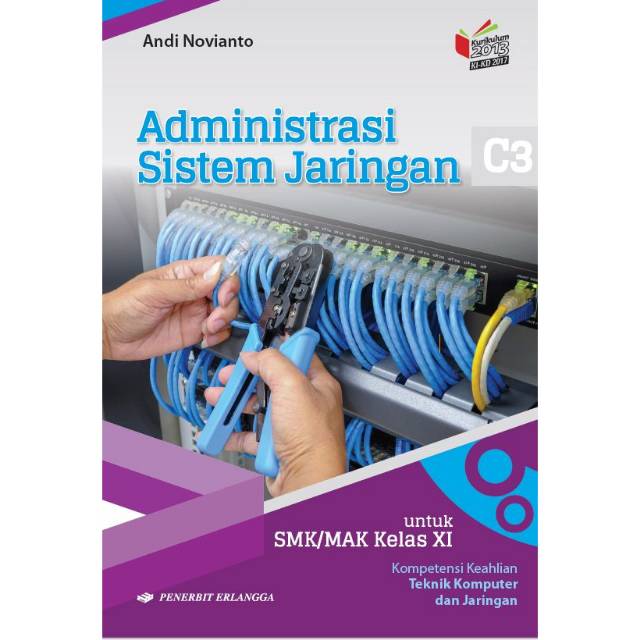 Andi Novianto
Kurikulum
2013
KI-KD 2017
Administrasi
Sistem Jaringan
C3
untuk
SMK/MAK Kelas XI
Kompetensi Keahlian
Teknik Komputer
dan Jaringan
PENERBIT ERLANGGA